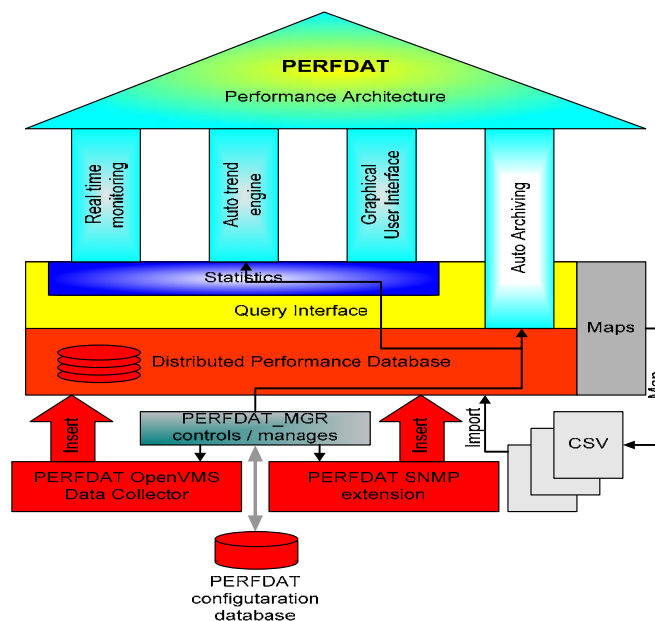 PERFDAT
Performance Architecture
Real time
monitoring
Auto trend
engine
Graphical
User Interface
Auto Archiving
Statistics
Query Interface
Maps
Distributed Performance Database
Map
Insert
PERFDAT_MGR
controls / manages
Insert
Import
CSV
PERFDAT OpenVMS
Data Collector
PERFDAT SNMP
extension
PERFDAT
configutaration
database